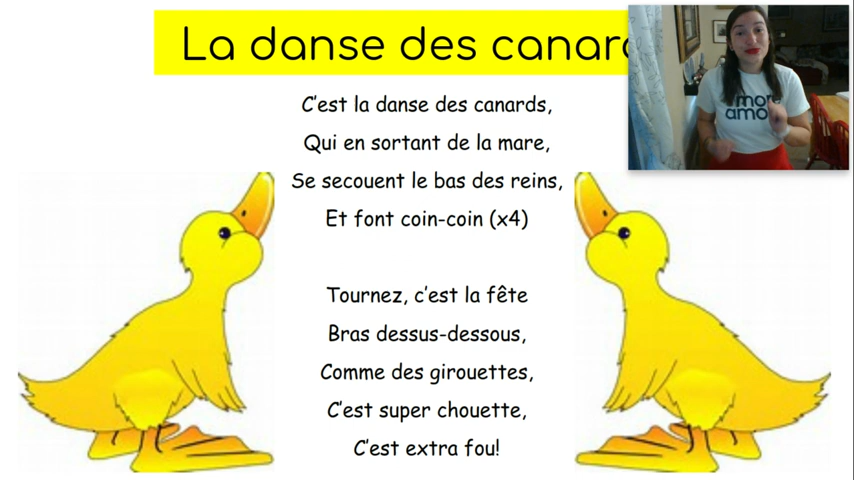 La danse des canar
C'est la danse des canards,
Qui en sortant de la mare,
Se secouent le bas des reins,
Et font coin-coin (x4)
Tournez, c'est la fête
Bras dessus-dessous,
Comme des girouettes,
C'est super chouette,
C'est extra fou!
more
amo